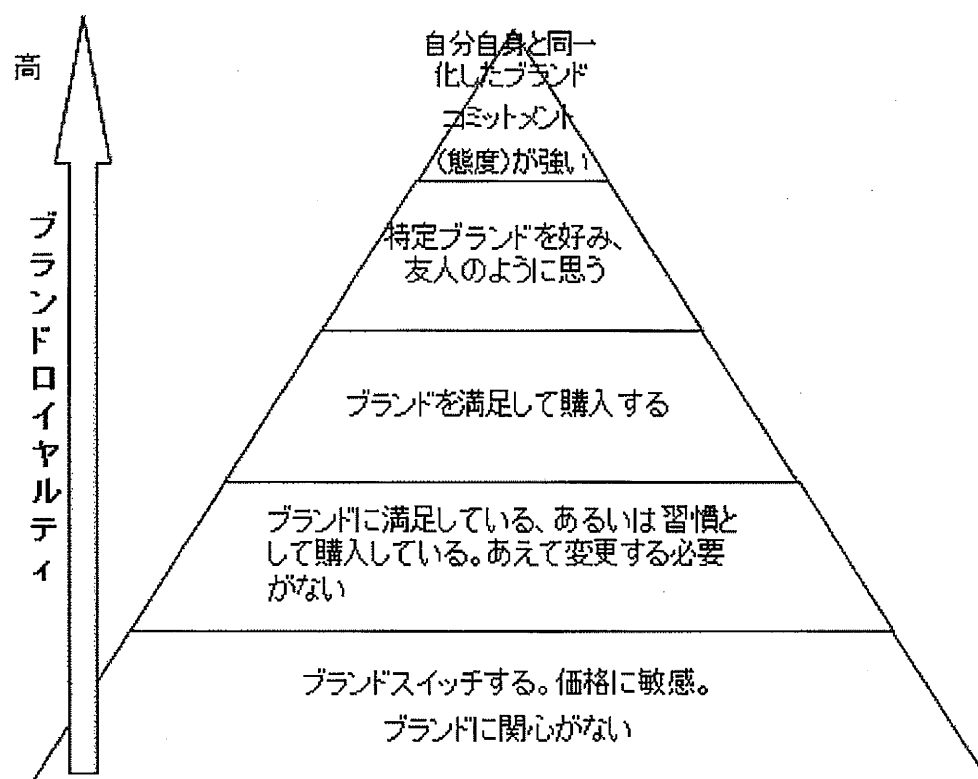 高
ブランドロイヤルティ
自分自身と同一
化したブランド
コミットメント
(態度)が強い
特定ブランドを好み、
友人のように思う
ブランドを満足して購入する
ブランドに満足している、あるいは習慣と
して購入している。あえて変更する必要
がない
ブランドスイッチする。価格に敏感。
ブランドに関心がない